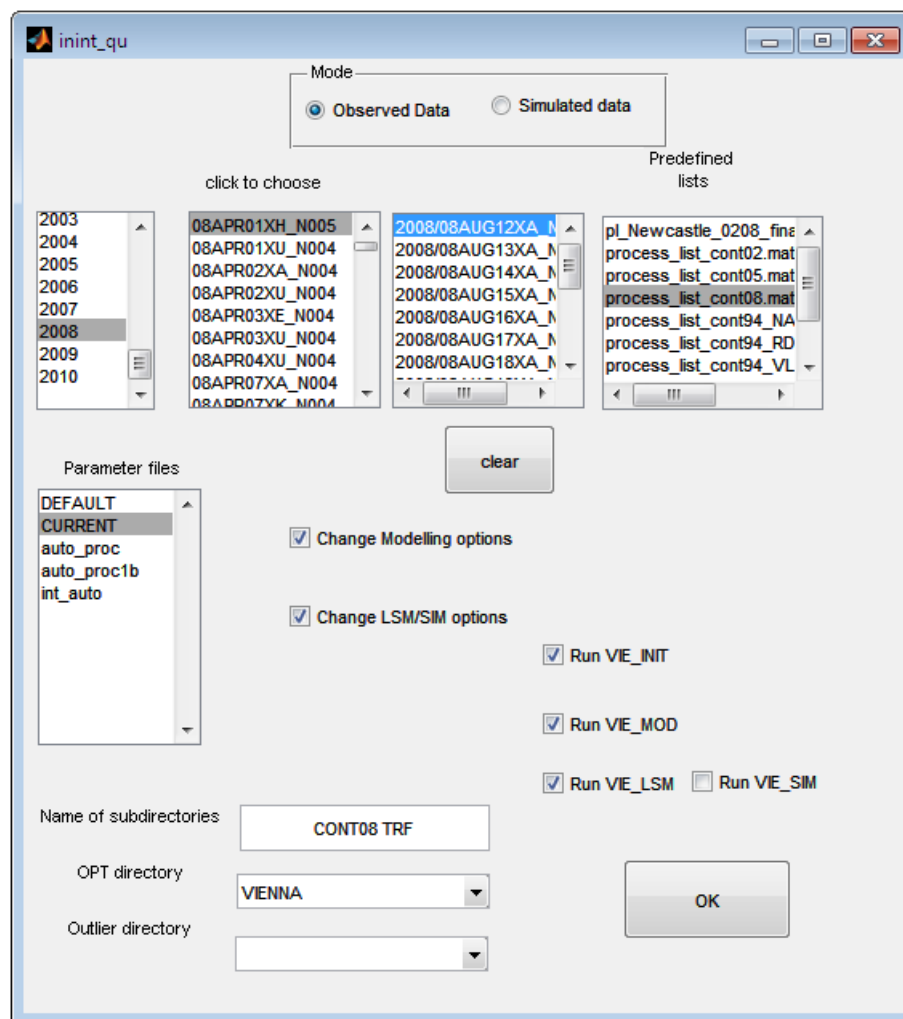 inint_qu
Mode
Observed Data
Simulated data
Predefined
lists
click to choose
2003
2004
2005
2006
2007
2008
2009
2010
08APR01XH_N005
08APR01XU_N004
08APR02XA_N004
08APR02XU_N004
08APR03XE_N004
08APR03XU_N004
08APR04XU_N004
08APR07XA_N004
08APR07XK_N004
2008/08AUG12XA_N
2008/08AUG13XA_N
2008/08AUG14XA_N
2008/08AUG15XA_N
2008/08AUG16XA_N
2008/08AUG17XA_N
2008/08AUG18XA_N
pl_Newcastle_0208_fina
process_list_cont02.mat
process_list_cont05.mat
process_list_cont08.mat
process_list_cont94_NA
process_list_cont94_RD
process_list_cont94_VL
clear
Parameter files
DEFAULT
CURRENT
auto_proc
auto_proc1b
int_auto
Change Modelling options
Change LSM/SIM options
Run VIE_INIT
Run VIE_MOD
Run VIE_LSM
Run VIE_SIM
Name of subdirectories
CONT08 TRF
OPT directory
VIENNA
Outlier directory
OK